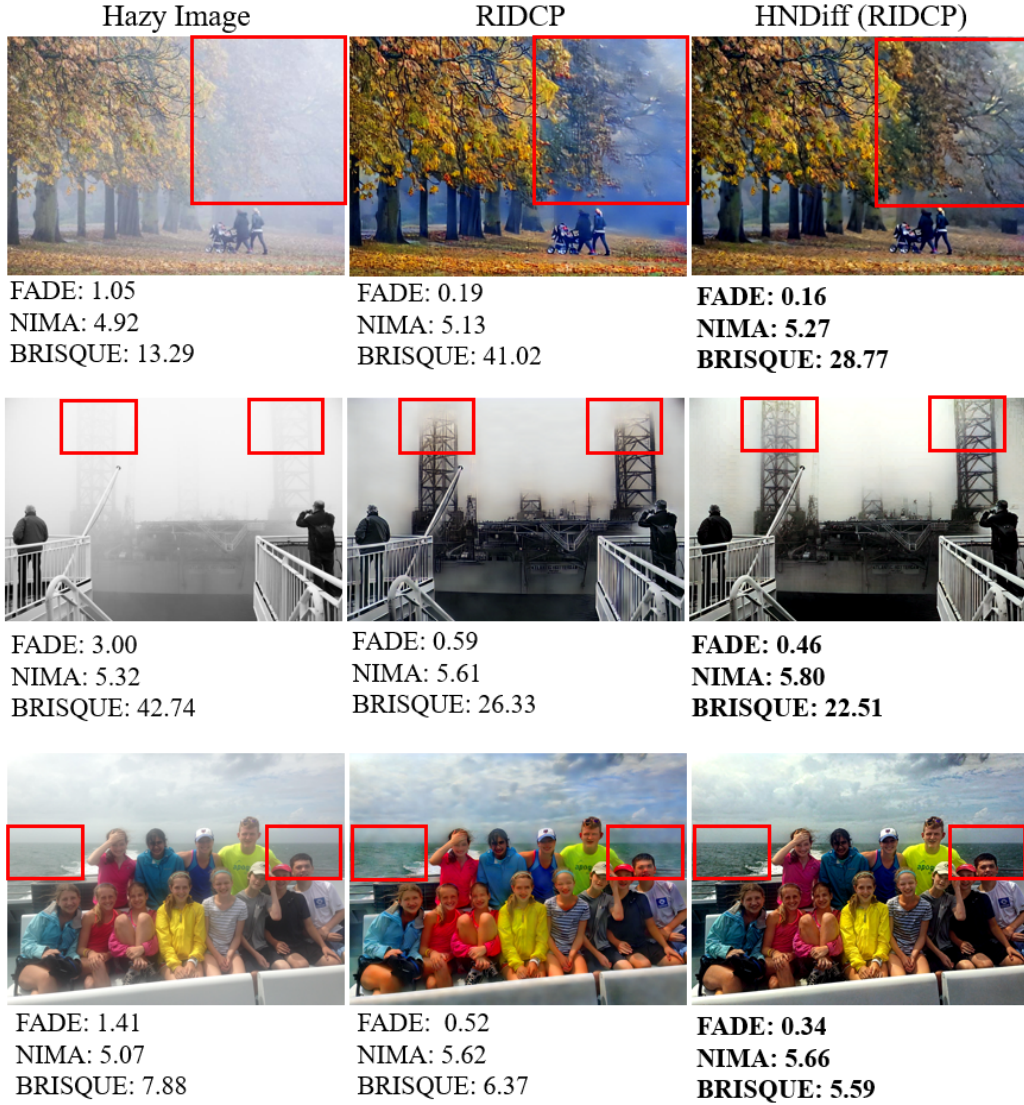 Hazy Image RIDCP HNDiff (RIDCP)
FADE: 1.05 FADE: 0.19 FADE: 0.16
NIMA: 4.92 NIMA: 5.13 NIMA: 5.27
BRISQUE: 13.29 BRISQUE: 41.02 BRISQUE: 28.77
FADE: 3.00 FADE: 0.59 FADE: 0.46
NIMA: 5.32 NIMA: 5.61 NIMA: 5.80
BRISQUE: 42.74 BRISQUE: 26.33 BRISQUE: 22.51
FADE: 1.41 FADE: 0.52 FADE: 0.34
NIMA: 5.07 NIMA: 5.62 NIMA: 5.66
BRISQUE: 7.88 BRISQUE: 6.37 BRISQUE: 5.59